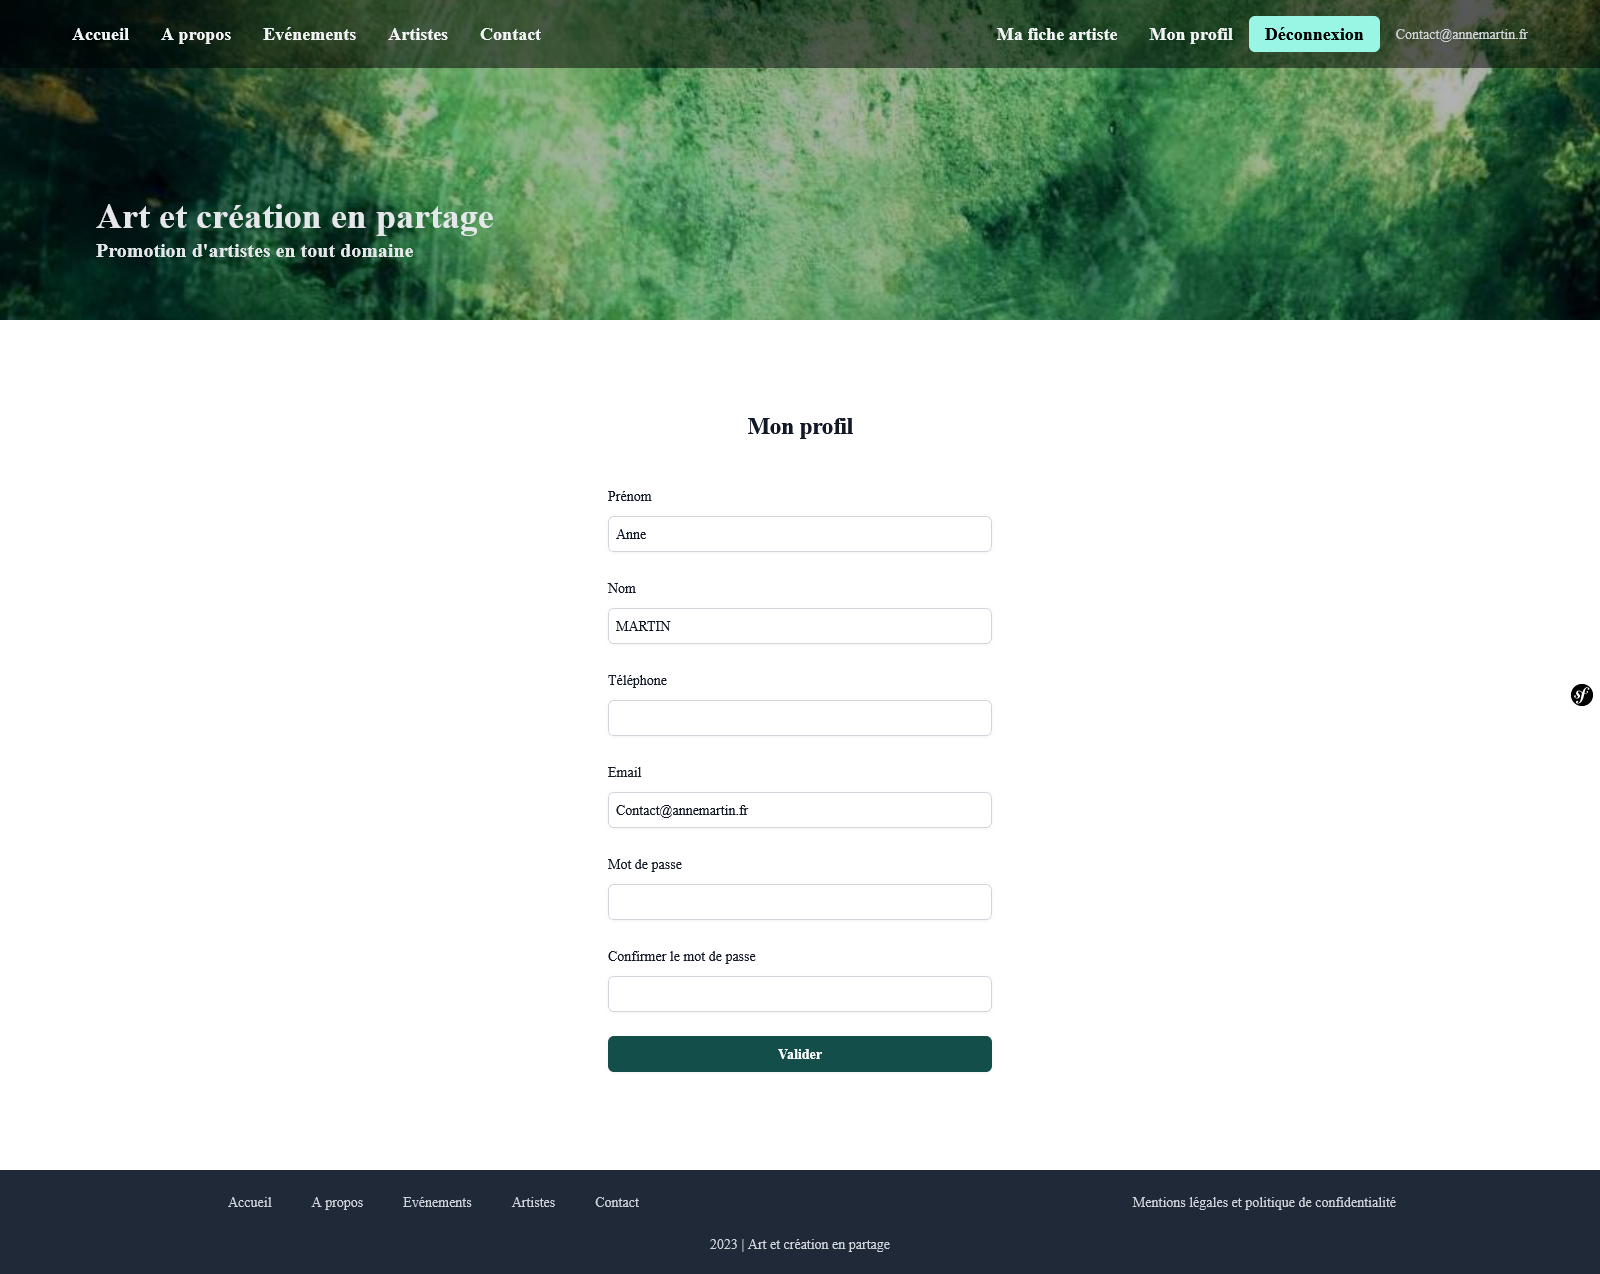 Accueil A propos Evénements Artistes Contact Ma fiche artiste Mon profil Déconnexion Contact@annemartin.fr
Art et création en partage
Promotion d'artistes en tout domaine
Mon profil
Prénom
Anne
Nom
MARTIN
Téléphone
sf
Email
Contact@annemartin.fr
Mot de passe
Confirmer le mot de passe
Valider
Accueil A propos Evénements Artistes Contact Mentions légales et politique de confidentialité
2023 | Art et création en partage